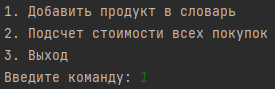 1. Добавить продукт в словарь
2. Подсчет стоимости всех покупок
3. Выход
Введите команду: 1